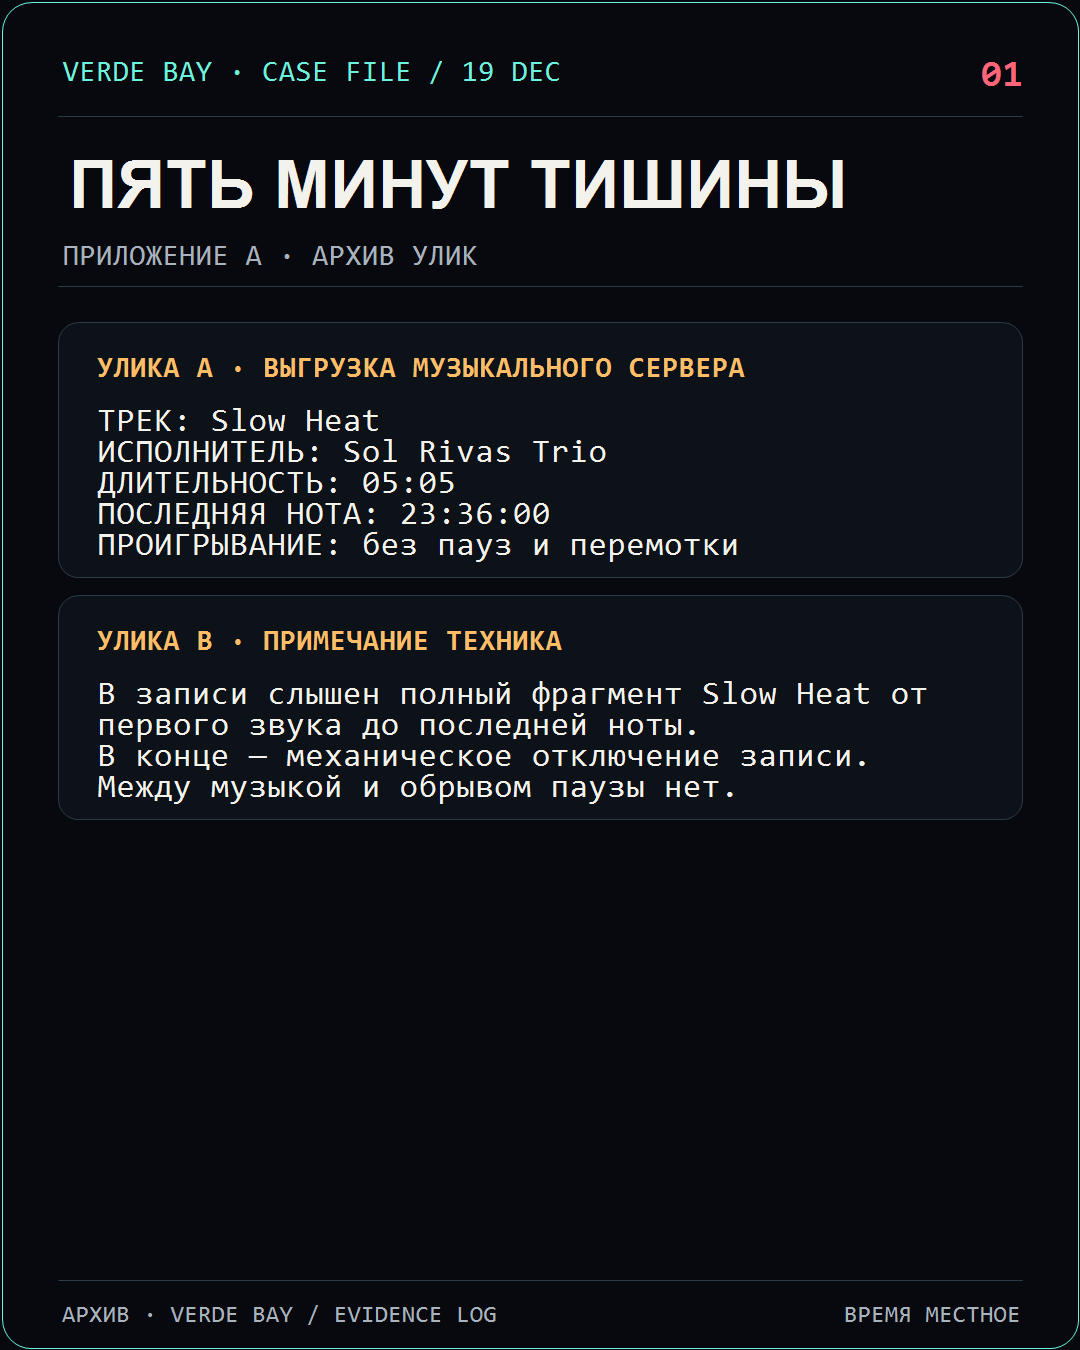 VERDE BAY · CASE FILE / 19 DEC
01
ПЯТЬ МИНУТ ТИШИНЫ
ПРИЛОЖЕНИЕ A · АРХИВ УЛИК
УЛИКА A · ВЫГРУЗКА МУЗЫКАЛЬНОГО СЕРВЕРА
ТРЕК: Slow Heat
ИСПОЛНИТЕЛЬ: Sol Rivas Trio
ДЛИТЕЛЬНОСТЬ: 05:05
ПОСЛЕДНЯЯ НОТА: 23:36:00
ПРОИГРЫВАНИЕ: без пауз и перемотки
УЛИКА B · ПРИМЕЧАНИЕ ТЕХНИКА
В записи слышен полный фрагмент Slow Heat от
первого звука до последней ноты.
В конце — механическое отключение записи.
Между музыкой и обрывом паузы нет.
АРХИВ · VERDE BAY / EVIDENCE LOG
ВРЕМЯ МЕСТНОЕ